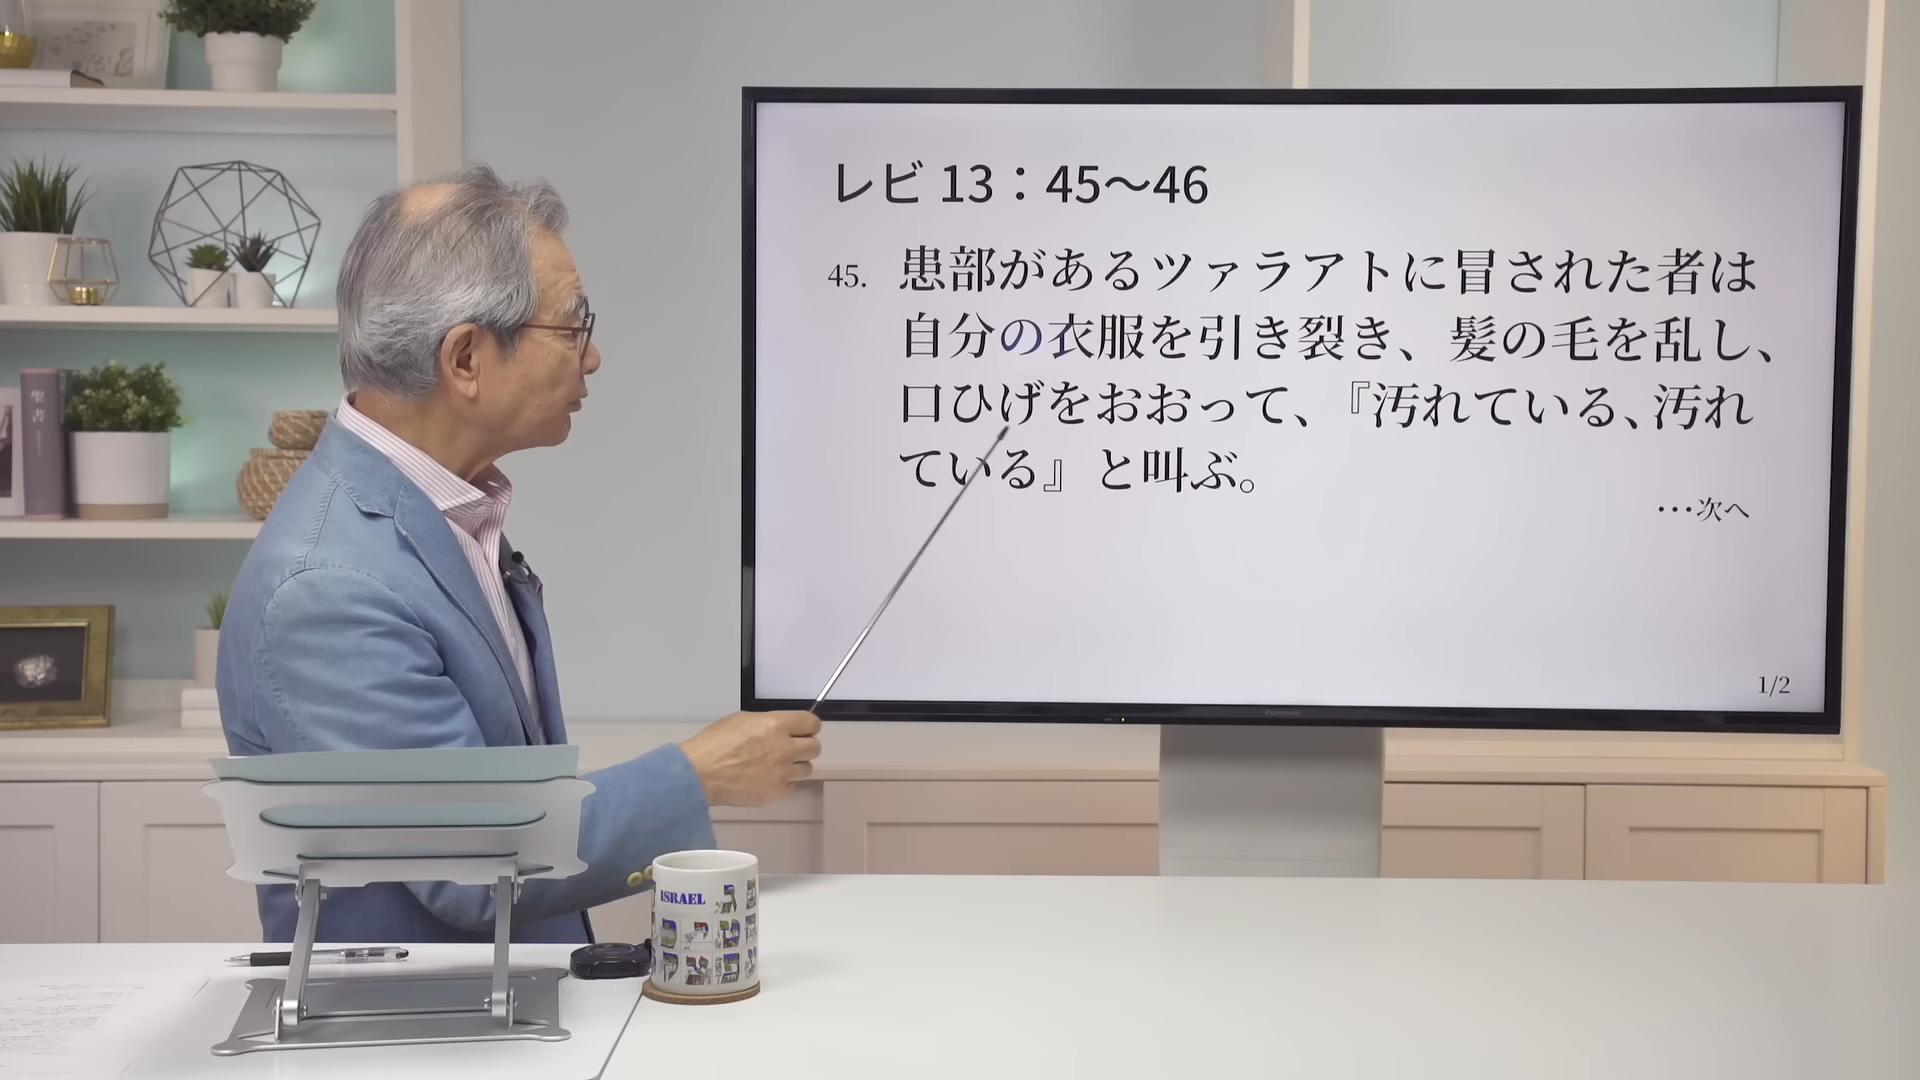 レビ 13：45〜46
45. 患部があるツァラアトに冒された者は
自分の衣服を引き裂き、髪の毛を乱し、
口ひげをおおって、『汚れている、汚れ
ている』と叫ぶ。
…次へ
1/2
聖書
ISRAEL